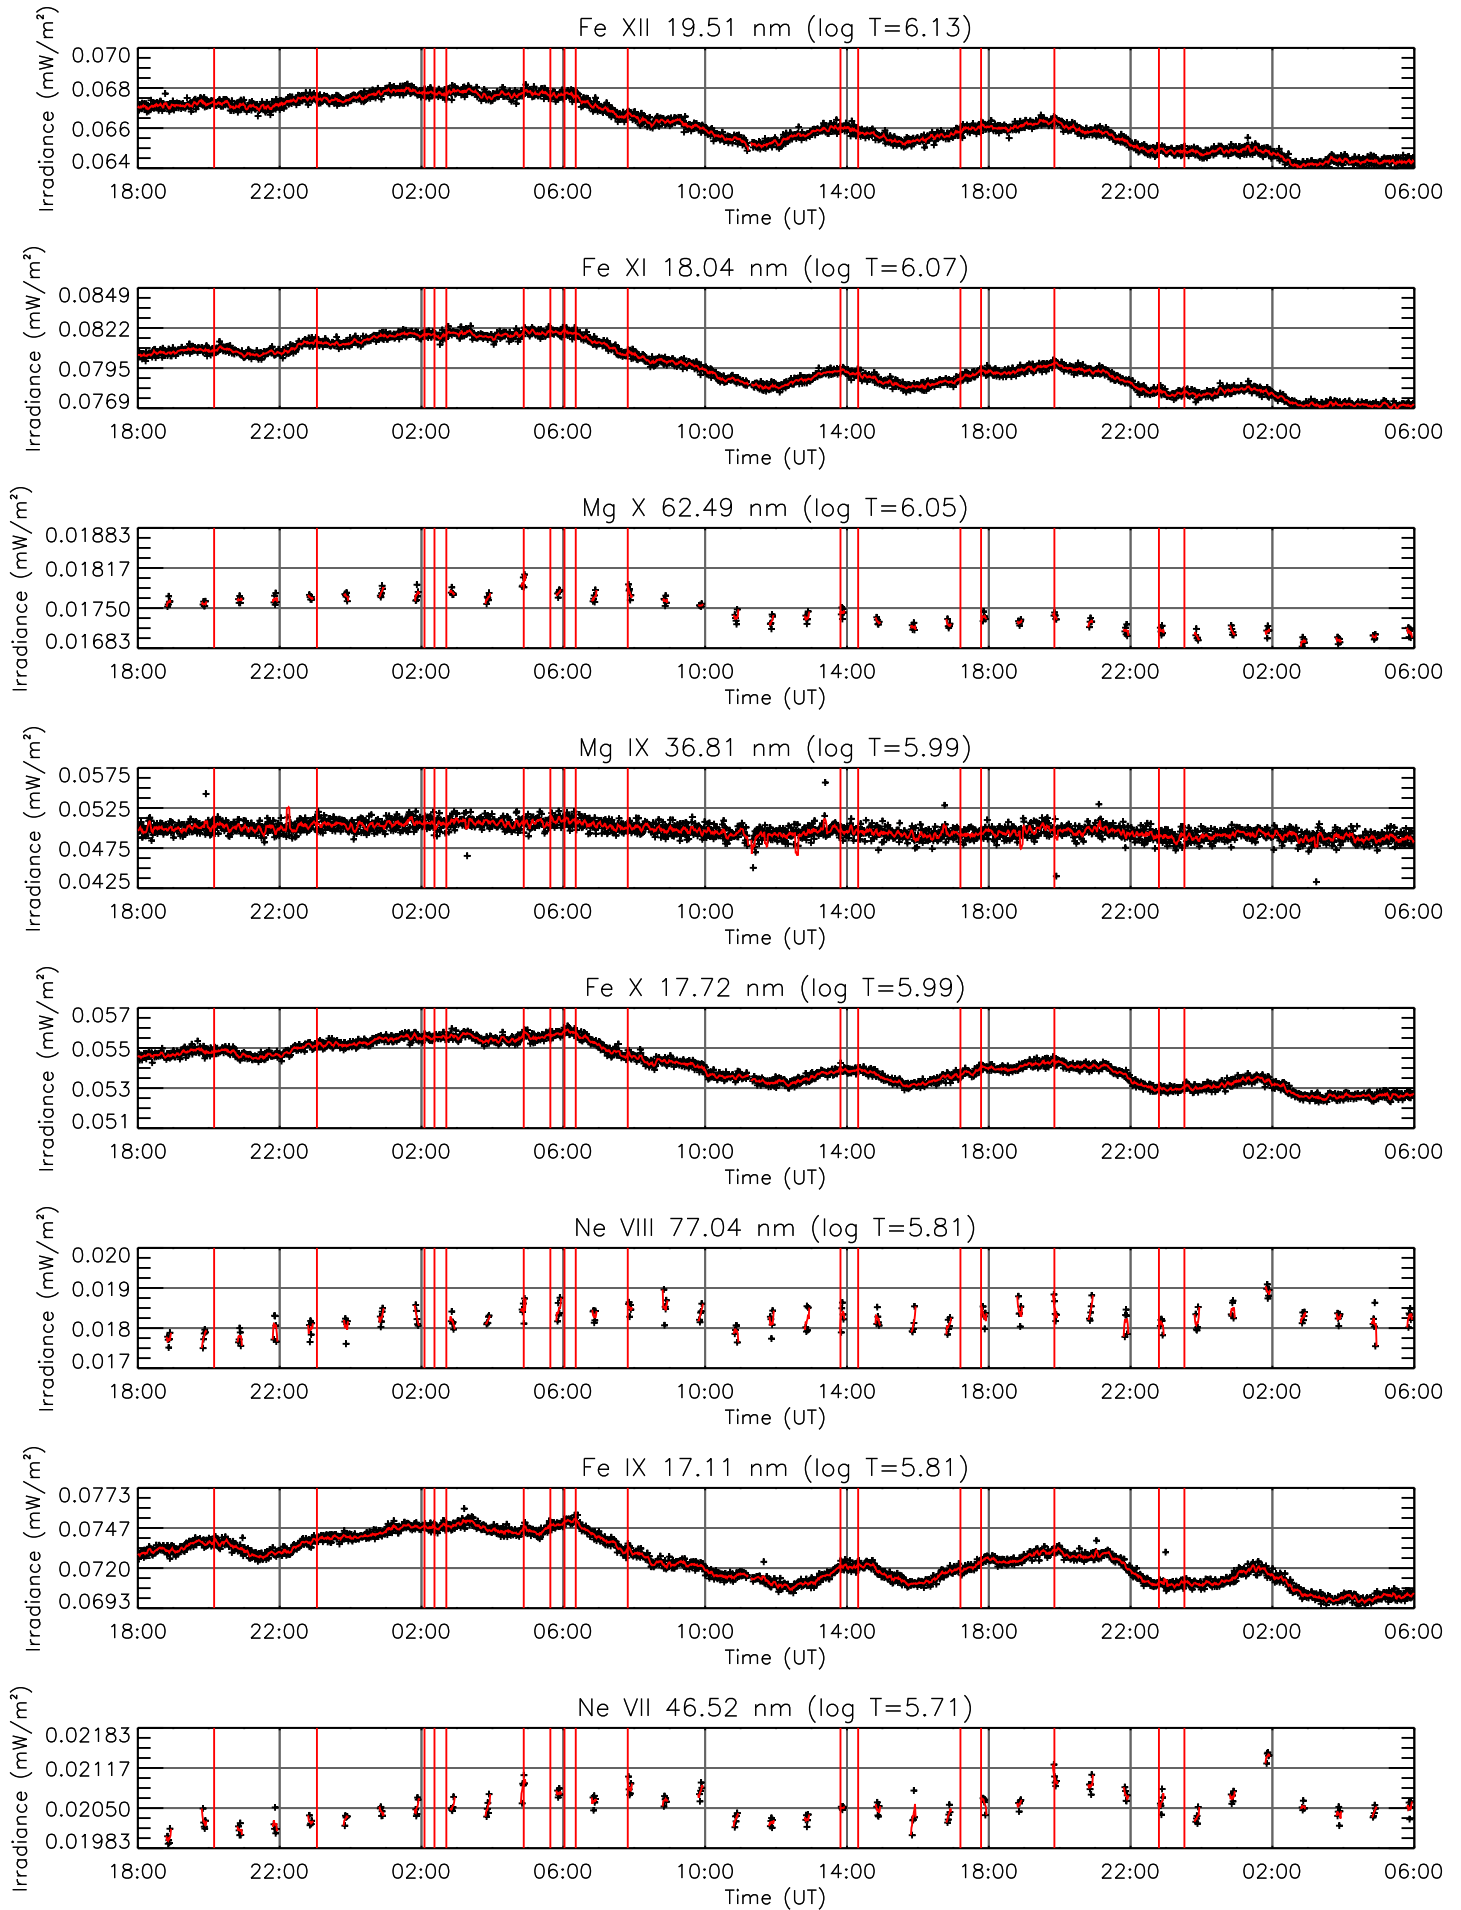 Fe XII 19.51 nm (log T=6.13)
Irradiance (mW/m²)
0.070
0.068
0.066
0.064
18:00 22:00 02:00 06:00 10:00 14:00 18:00 22:00 02:00 06:00
Time (UT)
Fe XI 18.04 nm (log T=6.07)
Irradiance (mW/m²)
0.0849
0.0822
0.0795
0.0769
18:00 22:00 02:00 06:00 10:00 14:00 18:00 22:00 02:00 06:00
Time (UT)
Mg X 62.49 nm (log T=6.05)
Irradiance (mW/m²)
0.01883
0.01817
0.01750
0.01683
18:00 22:00 02:00 06:00 10:00 14:00 18:00 22:00 02:00 06:00
Time (UT)
Mg IX 36.81 nm (log T=5.99)
Irradiance (mW/m²)
0.0575
0.0525
0.0475
0.0425
18:00 22:00 02:00 06:00 10:00 14:00 18:00 22:00 02:00 06:00
Time (UT)
Fe X 17.72 nm (log T=5.99)
Irradiance (mW/m²)
0.057
0.055
0.053
0.051
18:00 22:00 02:00 06:00 10:00 14:00 18:00 22:00 02:00 06:00
Time (UT)
Ne VIII 77.04 nm (log T=5.81)
Irradiance (mW/m²)
0.020
0.019
0.018
0.017
18:00 22:00 02:00 06:00 10:00 14:00 18:00 22:00 02:00 06:00
Time (UT)
Fe IX 17.11 nm (log T=5.81)
Irradiance (mW/m²)
0.0773
0.0747
0.0720
0.0693
18:00 22:00 02:00 06:00 10:00 14:00 18:00 22:00 02:00 06:00
Time (UT)
Ne VII 46.52 nm (log T=5.71)
Irradiance (mW/m²)
0.02183
0.02117
0.02050
0.01983
18:00 22:00 02:00 06:00 10:00 14:00 18:00 22:00 02:00 06:00
Time (UT)